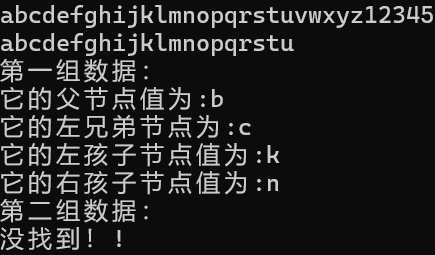 abcdefghijklmnopqrstuvwxyz12345
abcdefghijklmnopqrstu
第一组数据:
它的父节点值为:b
它的左兄弟节点为:c
它的左孩子节点值为:k
它的右孩子节点值为:n
第二组数据:
没找到！！